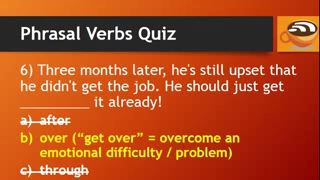 Phrasal Verbs Quiz
6) Three months later, he's still upset that
he didn't get the job. He should just get
_________ it already!
a) after
b) over ("get over" = overcome an
emotional difficulty / problem)
c) through